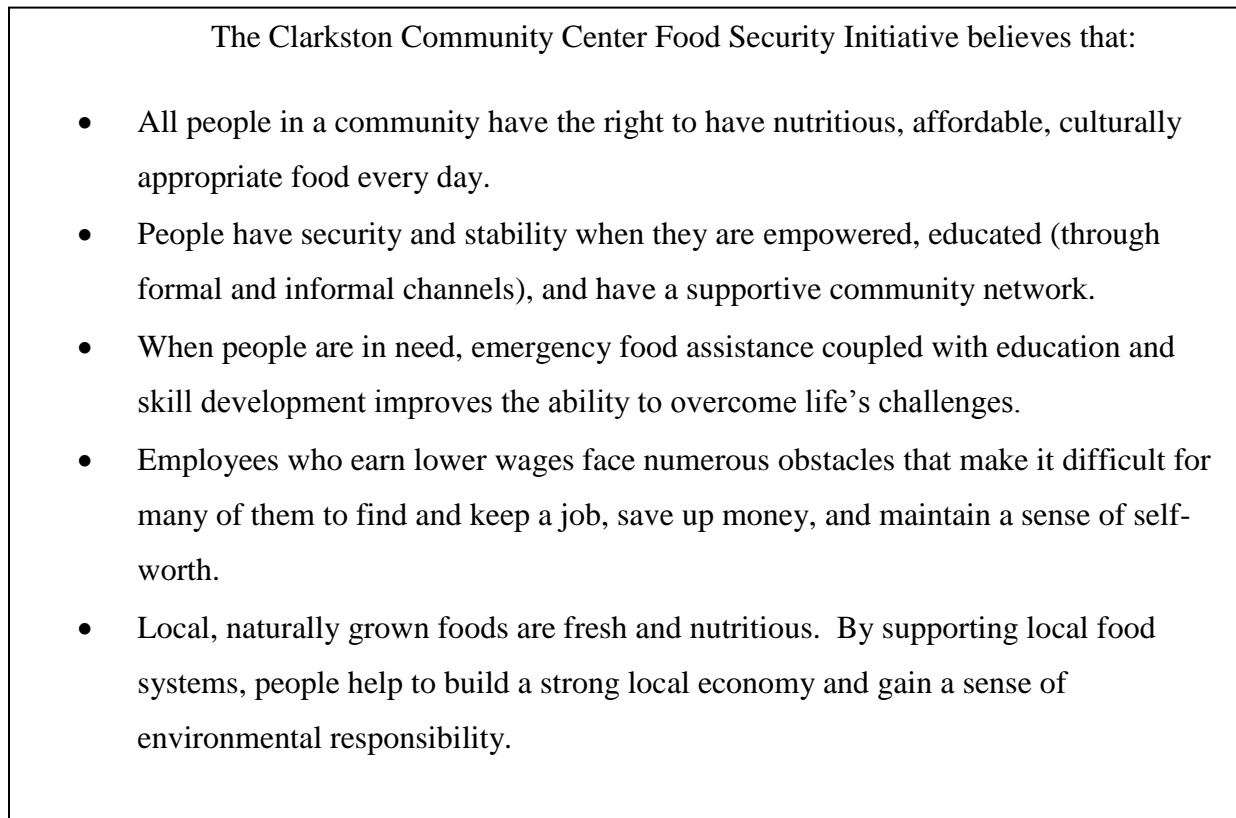 The Clarkston Community Center Food Security Initiative believes that:
• All people in a community have the right to have nutritious, affordable, culturally
appropriate food every day.
• People have security and stability when they are empowered, educated (through
formal and informal channels), and have a supportive community network.
• When people are in need, emergency food assistance coupled with education and
skill development improves the ability to overcome life's challenges.
• Employees who earn lower wages face numerous obstacles that make it difficult for
many of them to find and keep a job, save up money, and maintain a sense of self-
worth.
• Local, naturally grown foods are fresh and nutritious.  By supporting local food
systems, people help to build a strong local economy and gain a sense of
environmental responsibility.